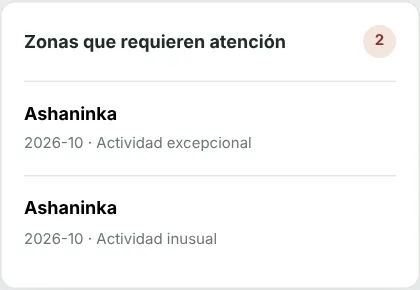 Zonas que requieren atención
2
Ashaninka
2026-10 · Actividad excepcional
Ashaninka
2026-10 · Actividad inusual